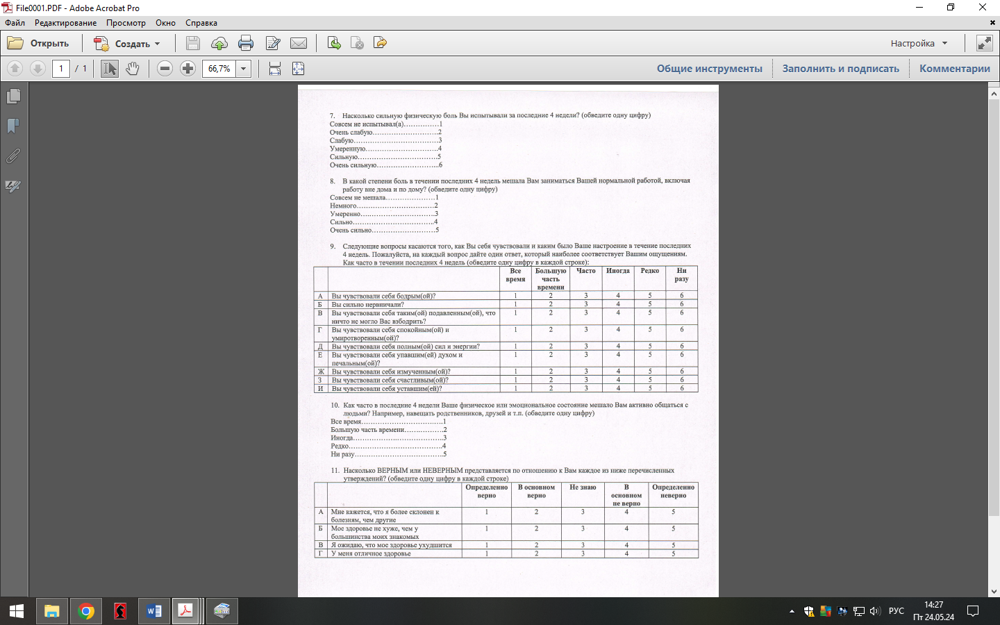 File0001.PDF - Adobe Acrobat Pro
Файл Редактирование Просмотр Окно Справка
Открыть Создать Настройка
1 / 1 66,7% Общие инструменты Заполнить и подписать Комментарии
7. Насколько сильную физическую боль Вы испытывали за последние 4 недели? (обведите одну цифру)
Совсем не испытывал(а)……………1
Очень слабую……………………….2
Слабую………………………………3
Умеренную………………………….4
Сильную…………………………….5
Очень сильную……………………...6
8. В какой степени боль в течении последних 4 недель мешала Вам заниматься Вашей нормальной работой, включая
работу вне дома и по дому? (обведите одну цифру)
Совсем не мешала…………………1
Немного……………………………2
Умеренно…………………………..3
Сильно……………………………..4
Очень сильно………………………5
9. Следующие вопросы касаются того, как Вы себя чувствовали и каким было Ваше настроение в течение последних
4 недель. Пожалуйста, на каждый вопрос дайте один ответ, который наиболее соответствует Вашим ощущениям.
Как часто в течении последних 4 недель (обведите одну цифру в каждой строке):
Все Большую Часто Иногда Редко Ни
время часть разу
времени
А Вы чувствовали себя бодрым(ой)? 1 2 3 4 5 6
Б Вы сильно нервничали? 1 2 3 4 5 6
В Вы чувствовали себя таким(ой) подавленным(ой), что 1 2 3 4 5 6
ничто не могло Вас взбодрить?
Г Вы чувствовали себя спокойным(ой) и 1 2 3 4 5 6
умиротворенным(ой)?
Д Вы чувствовали себя полным(ой) сил и энергии? 1 2 3 4 5 6
Е Вы чувствовали себя упавшим(ей) духом и 1 2 3 4 5 6
печальным(ой)?
Ж Вы чувствовали себя измученным(ой)? 1 2 3 4 5 6
З Вы чувствовали себя счастливым(ой)? 1 2 3 4 5 6
И Вы чувствовали себя уставшим(ей)? 1 2 3 4 5 6
10. Как часто в последние 4 недели Ваше физическое или эмоциональное состояние мешало Вам активно общаться с
людьми? Например, навещать родственников, друзей и т.п. (обведите одну цифру)
Все время……………………………..1
Большую часть времени……………..2
Иногда………………………………...3
Редко………………………………….4
Ни разу………………………………..5
11. Насколько ВЕРНЫМ или НЕВЕРНЫМ представляется по отношению к Вам каждое из ниже перечисленных
утверждений? (обведите одну цифру в каждой строке)
Определенно В основном Не знаю В Определенно
верно верно основном неверно
не верно
А Мне кажется, что я более склонен к 1 2 3 4 5
болезням, чем другие
Б Мое здоровье не хуже, чем у 1 2 3 4 5
большинства моих знакомых
В Я ожидаю, что мое здоровье ухудшится 1 2 3 4 5
Г У меня отличное здоровье 1 2 3 4 5
РУС
14:27
Пт 24.05.24